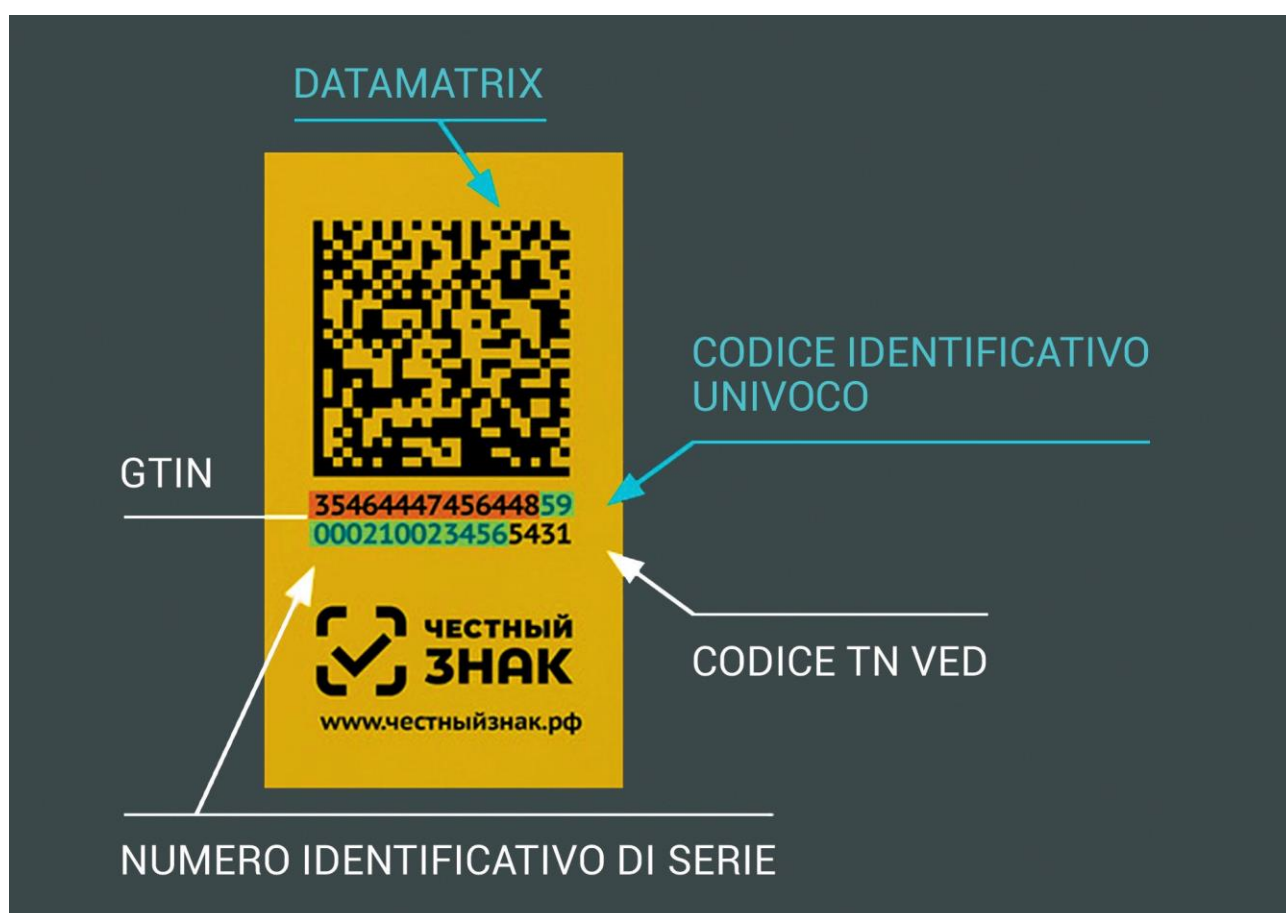 DATAMATRIX
CODICE IDENTIFICATIVO
UNIVOCO
GTIN
3546444745644859
0002100234565431
CODICE TN VED
ЧЕСТНЫЙ
ЗНАК
www.честныйзнак.рф
NUMERO IDENTIFICATIVO DI SERIE